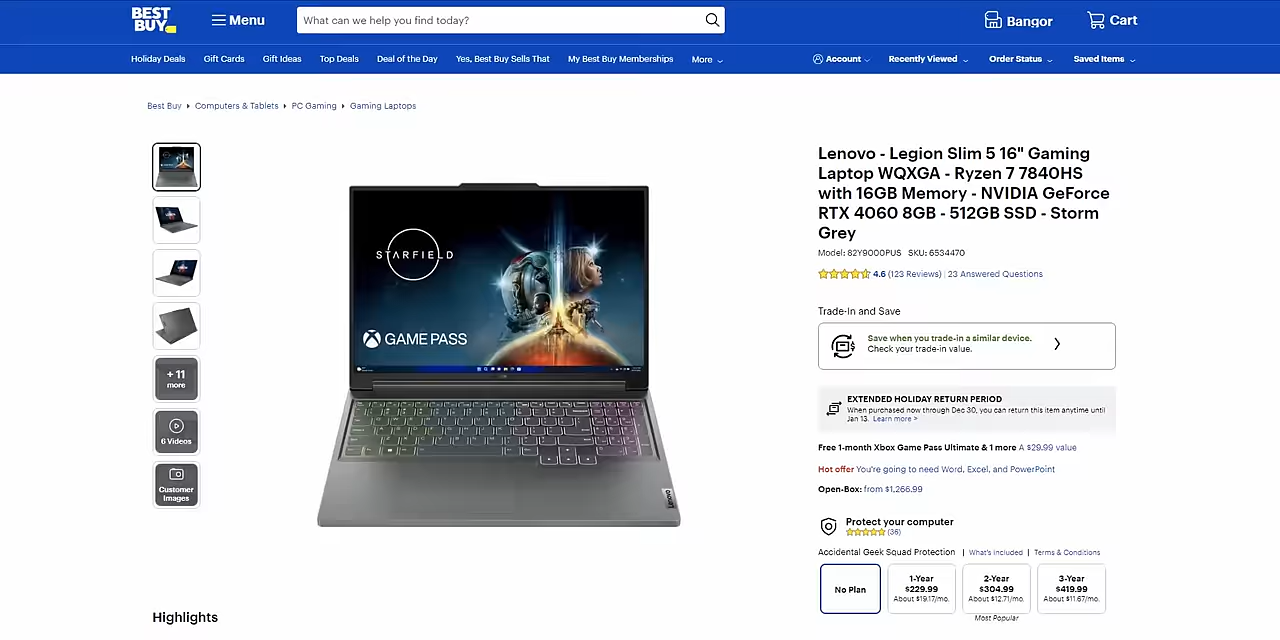 BEST
BUY
Menu
What can we help you find today?
Bangor
Cart
Holiday Deals
Gift Cards
Gift Ideas
Top Deals
Deal of the Day
Yes, Best Buy Sells That
My Best Buy Memberships
More
Account
Recently Viewed
Order Status
Saved Items
Best Buy
Computers & Tablets
PC Gaming
Gaming Laptops
STARFIELD
GAME PASS
+ 11
more
6 Videos
Customer
Images
Lenovo - Legion Slim 5 16" Gaming
Laptop WQXGA - Ryzen 7 7840HS
with 16GB Memory - NVIDIA GeForce
RTX 4060 8GB - 512GB SSD - Storm
Grey
Model: 82Y9000PUS SKU: 6534470
4.6 (123 Reviews) | 23 Answered Questions
Trade-In and Save
Save when you trade-in a similar device.
Check your trade-in value.
EXTENDED HOLIDAY RETURN PERIOD
When purchased now through Dec 30, you can return this item anytime until
Jan 13. Learn more >
Free 1-month Xbox Game Pass Ultimate & 1 more A $29.99 value
Hot offer You're going to need Word, Excel, and PowerPoint
Open-Box: from $1,266.99
Protect your computer
(36)
Accidental Geek Squad Protection | What's Included | Terms & Conditions
No Plan
1-Year
$229.99
About $19.17/mo.
2-Year
$304.99
About $12.71/mo.
3-Year
$419.99
About $11.67/mo.
Most Popular
Highlights